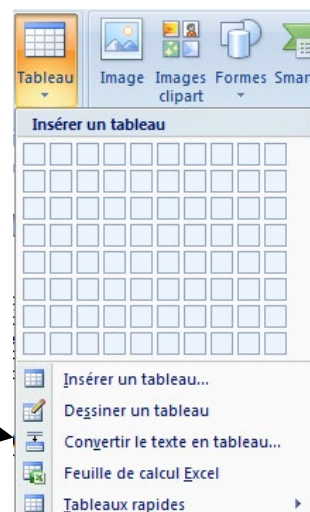 Tableau Image Images Formes
clipart
Insérer un tableau
Insérer un tableau...
Dessiner un tableau
Convertir le texte en tableau...
Feuille de calcul Excel
Tableaux rapides